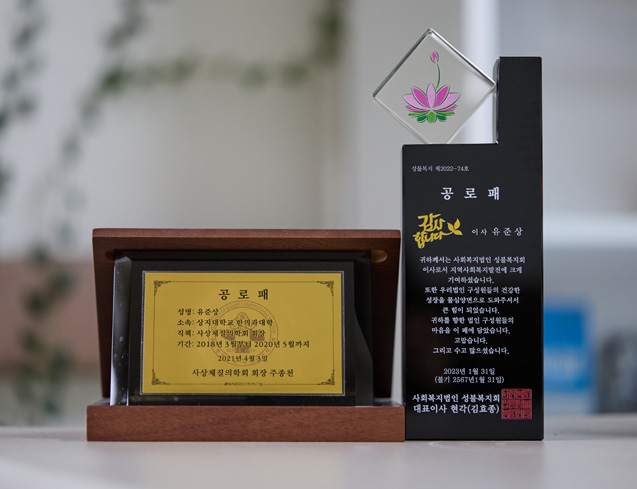 공 로 패
성명: 유준상
소속: 상지대학교 한의과대학
직책: 사상체질의학회 회장
기간: 2018년 3월부터 2020년 5월까지
2021년 4월 3일
사상체질의학회 회장 주종천
성불복지 제2022-74호
공 로 패
감사
합니다
이사 유준상
귀하께서는 사회복지법인 성불복지회
이사로서 지역사회복지발전에 크게
기여하셨습니다.
또한 우리법인 구성원들의 건강한
성장을 물심양면으로 도와주셔서
큰 힘이 되었습니다.
귀하를 향한 법인 구성원들의
마음을 이 패에 담았습니다.
고맙습니다.
그리고 수고 많으셨습니다.
2023년 1월 31일
(불기 2567년1월 31일)
사회복지법인 성불복지회
대표이사 현각(김효종)